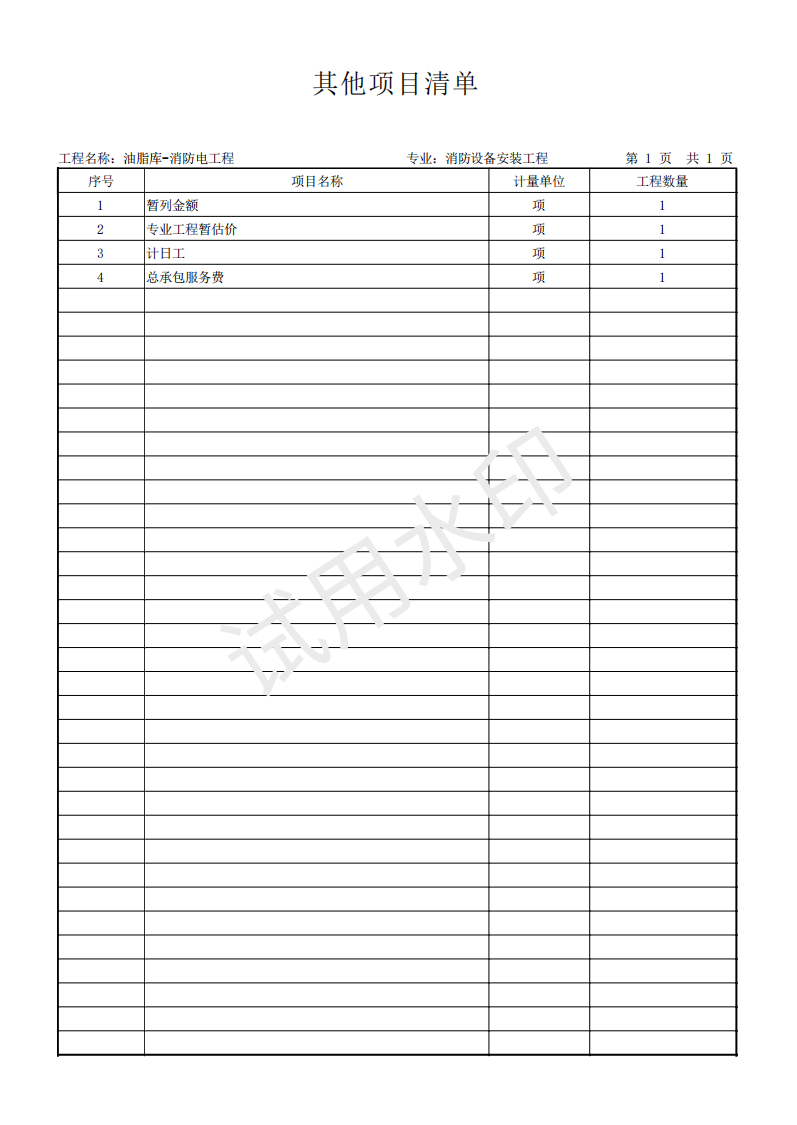 其他项目清单
工程名称：油脂库-消防电工程 专业：消防设备安装工程 第 1 页 共 1 页
序号 项目名称 计量单位 工程数量
1 暂列金额 项 1
2 专业工程暂估价 项 1
3 计日工 项 1
4 总承包服务费 项 1
试用水印